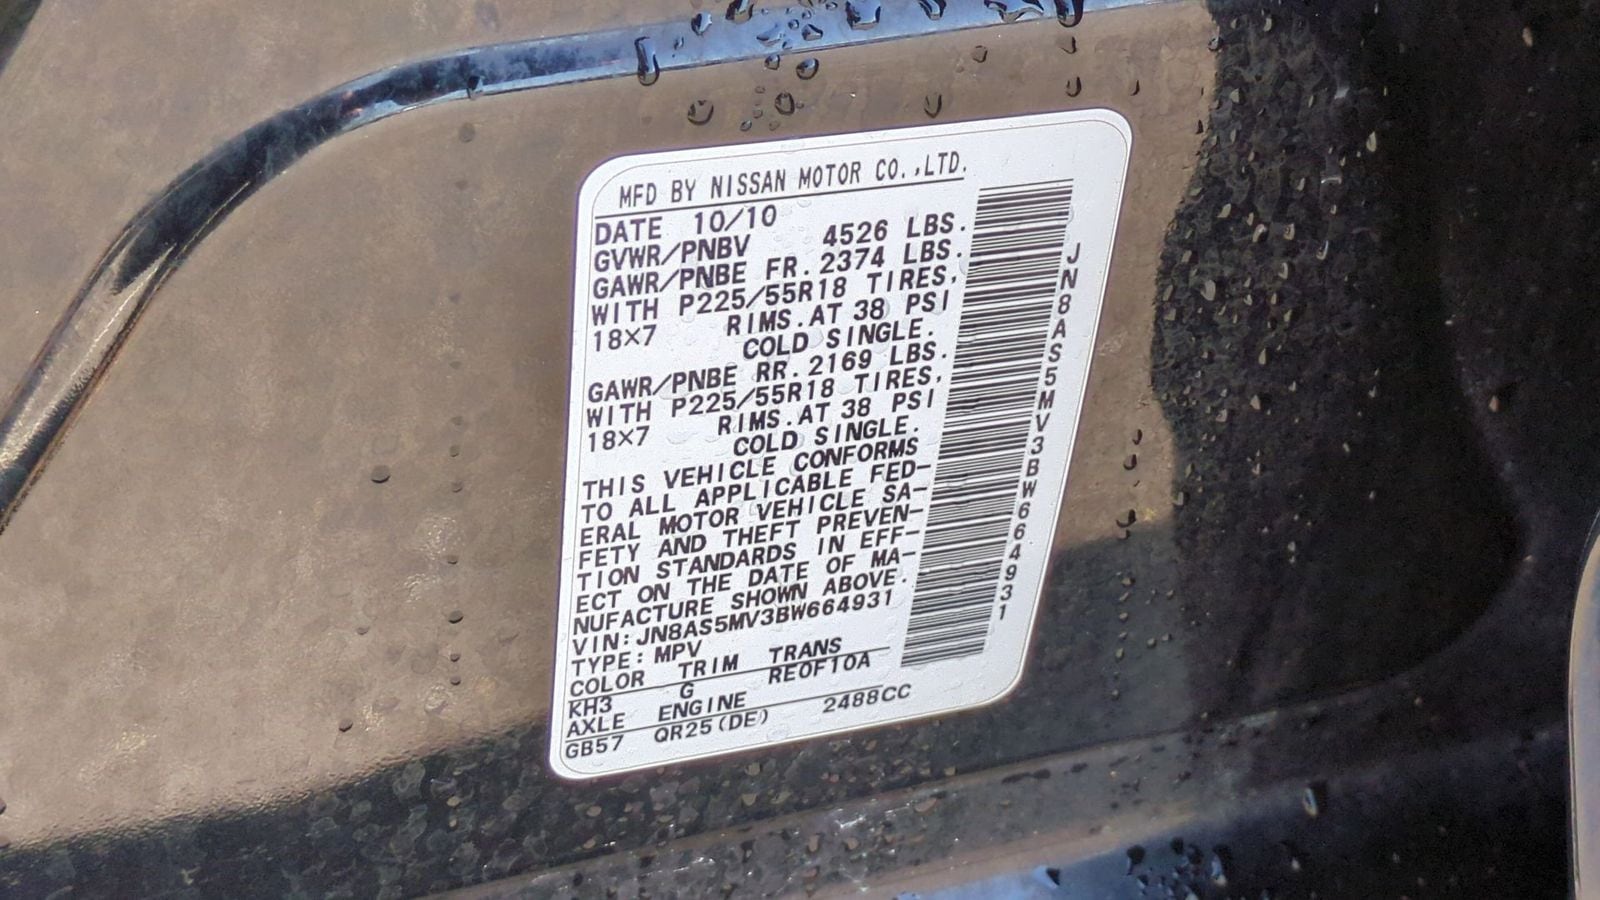 MFD BY NISSAN MOTOR CO.,LTD.
DATE 10/10
GVWR/PNBV 4526 LBS.
GAWR/PNBE FR. 2374 LBS.
WITH P225/55R18 TIRES,
18X7 RIMS.AT 38 PSI
COLD SINGLE.
GAWR/PNBE RR. 2169 LBS.
WITH P225/55R18 TIRES,
18X7 RIMS.AT 38 PSI
COLD SINGLE.
THIS VEHICLE CONFORMS
TO ALL APPLICABLE FED-
ERAL MOTOR VEHICLE SA-
FETY AND THEFT PREVEN-
TION STANDARDS IN EFF-
ECT ON THE DATE OF MA-
NUFACTURE SHOWN ABOVE.
VIN:JN8AS5MV3BW664931
TYPE:MPV
COLOR TRIM TRANS
KH3 G RE0F10A
AXLE ENGINE
GB57 QR25(DE) 2488CC
JN8AS5MV3BW664931